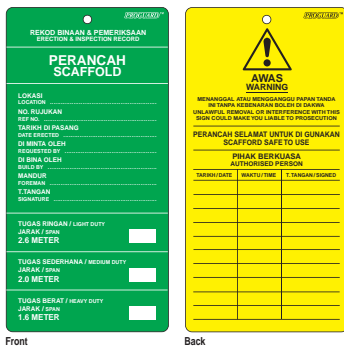 PROGUARD™
REKOD BINAAN & PEMERIKSAAN
ERECTION & INSPECTION RECORD
PERANCAH
SCAFFOLD
LOKASI
LOCATION
NO. RUJUKAN
REF NO.
TARIKH DI PASANG
DATE ERECTED
DI MINTA OLEH
REQUESTED BY
DI BINA OLEH
BUILD BY
MANDUR
FOREMAN
T.TANGAN
SIGNATURE
TUGAS RINGAN / LIGHT DUTY
JARAK / SPAN
2.6 METER
TUGAS SEDERHANA / MEDIUM DUTY
JARAK / SPAN
2.0 METER
TUGAS BERAT / HEAVY DUTY
JARAK / SPAN
1.6 METER
Front
PROGUARD™
AWAS
WARNING
MENANGGAL ATAU MENGGANGGU PAPAN TANDA
INI TANPA KEBENARAN BOLEH DI DAKWA
UNLAWFUL REMOVAL OR INTERFERENCE WITH THIS
SIGN COULD MAKE YOU LIABLE TO PROSECUTION
PERANCAH SELAMAT UNTUK DI GUNAKAN
SCAFFORD SAFE TO USE
PIHAK BERKUASA
AUTHORISED PERSON
TARIKH / DATE WAKTU / TIME T.TANGAN / SIGNED
Back